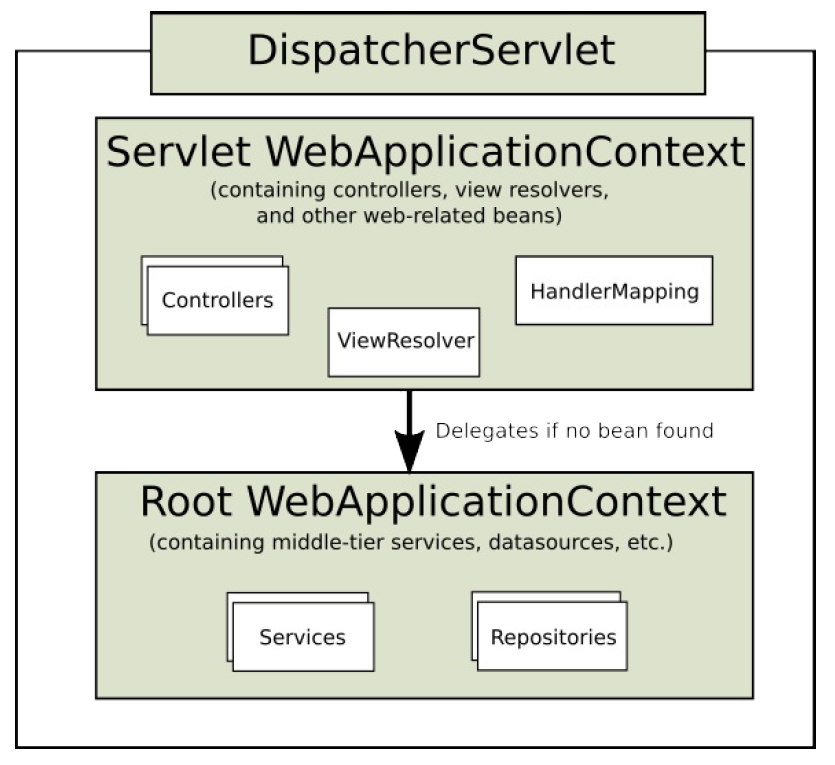 DispatcherServlet
Servlet WebApplicationContext
(containing controllers, view resolvers,
and other web-related beans)
Controllers
HandlerMapping
ViewResolver
Delegates if no bean found
Root WebApplicationContext
(containing middle-tier services, datasources, etc.)
Services
Repositories